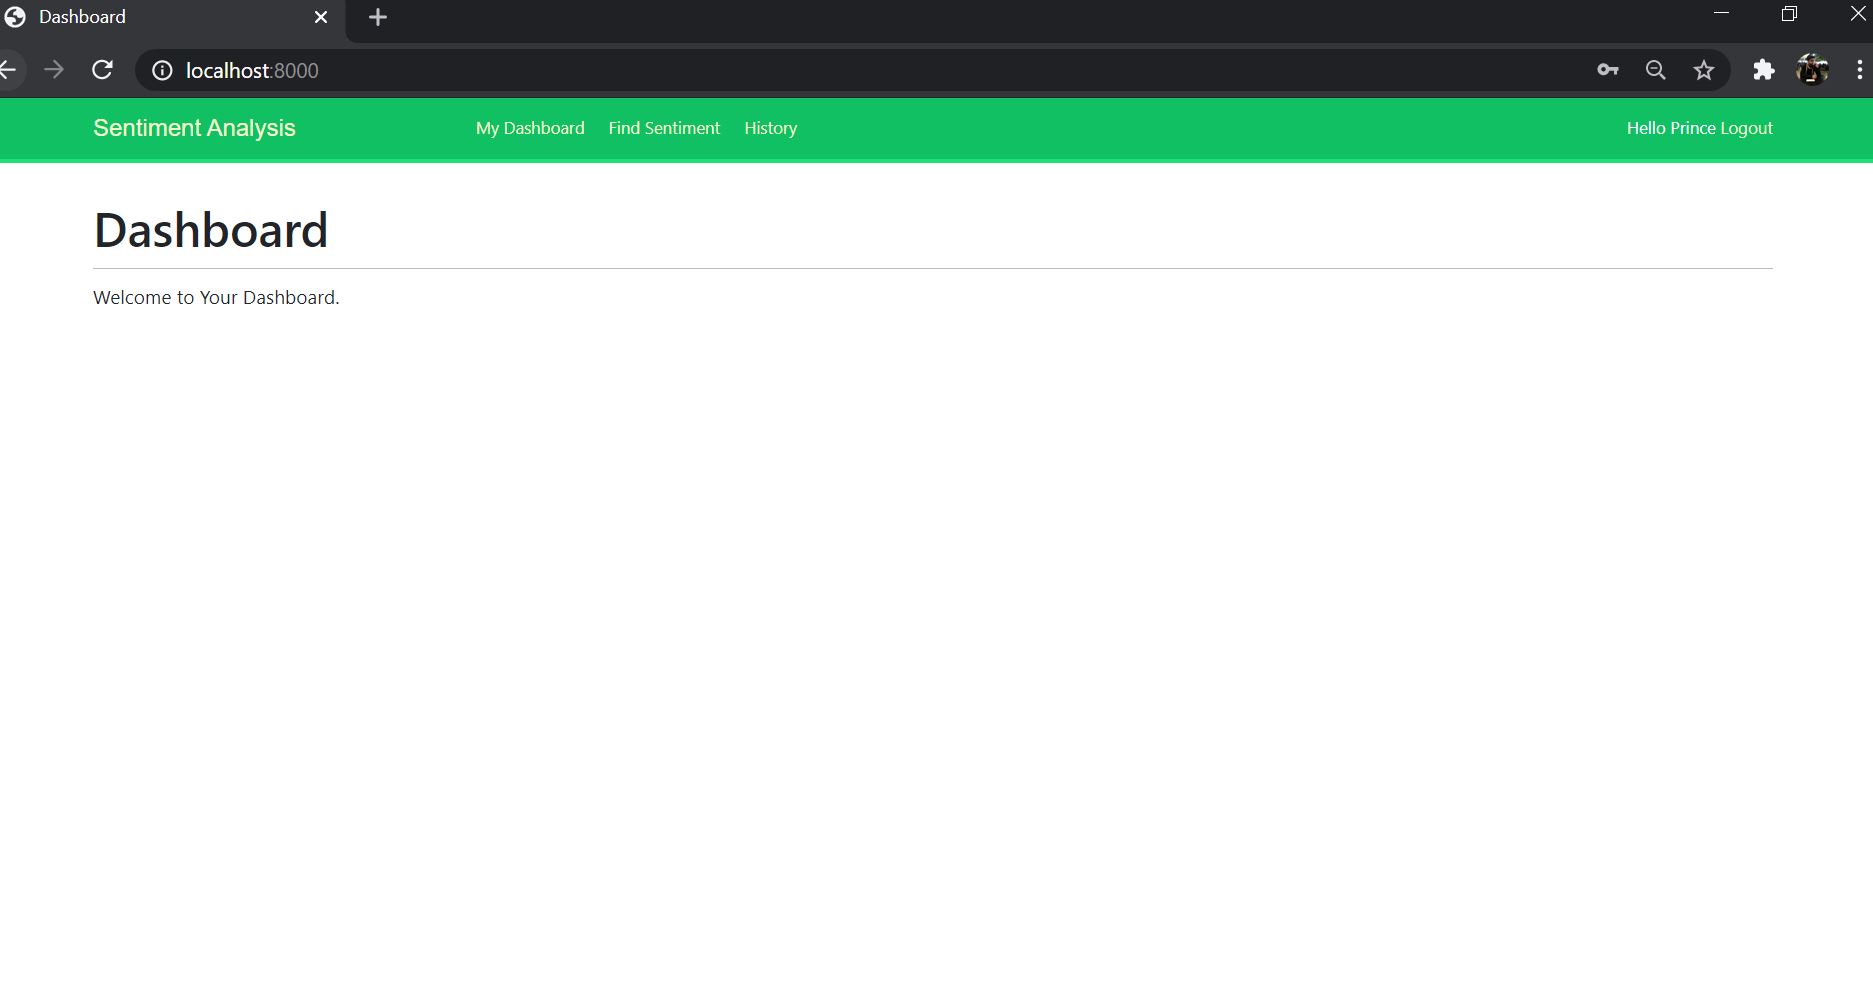 Dashboard
localhost:8000
Sentiment Analysis My Dashboard Find Sentiment History Hello Prince Logout
Dashboard
Welcome to Your Dashboard.